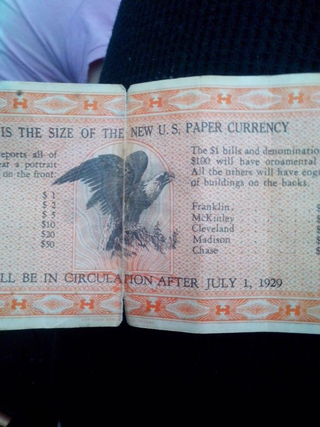 IS THE SIZE OF THE NEW U. S. PAPER CURRENCY
eports all of
ear a portrait
on the front:
$ 1
$ 2
$ 5
$10
$20
$50
The $1 bills and denominatio
$100 will have ornamental
All the others will have eng
of buildings on the backs.
Franklin
McKinley
Cleveland
Madison
Chase
LL BE IN CIRCULATION AFTER JULY 1, 1929